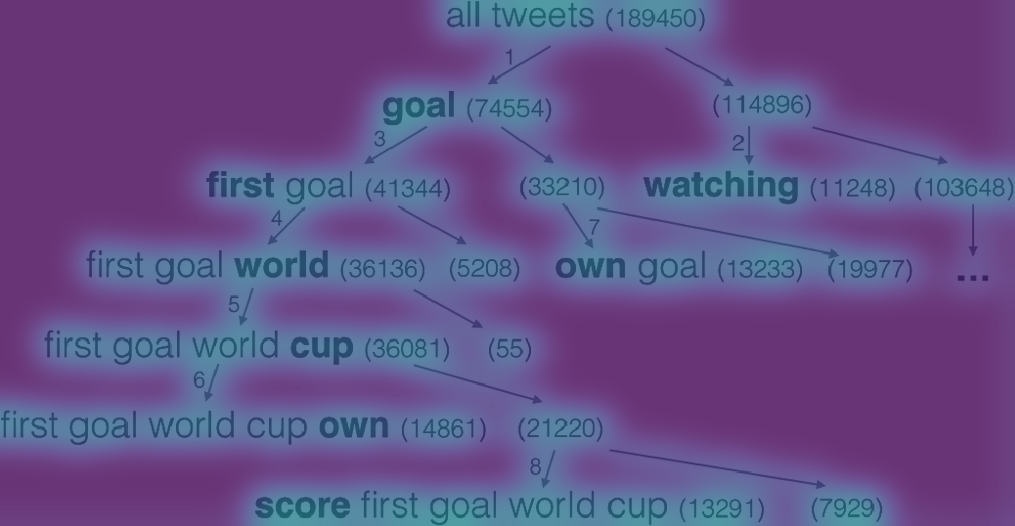 all tweets (189450)
1
goal (74554) (114896)
3 2
first goal (41344) (33210) watching (11248) (103648)
4 7
first goal world (36136) (5208) own goal (13233) (19977) ...
5
first goal world cup (36081) (55)
6
first goal world cup own (14861) (21220)
8
score first goal world cup (13291) (7929)